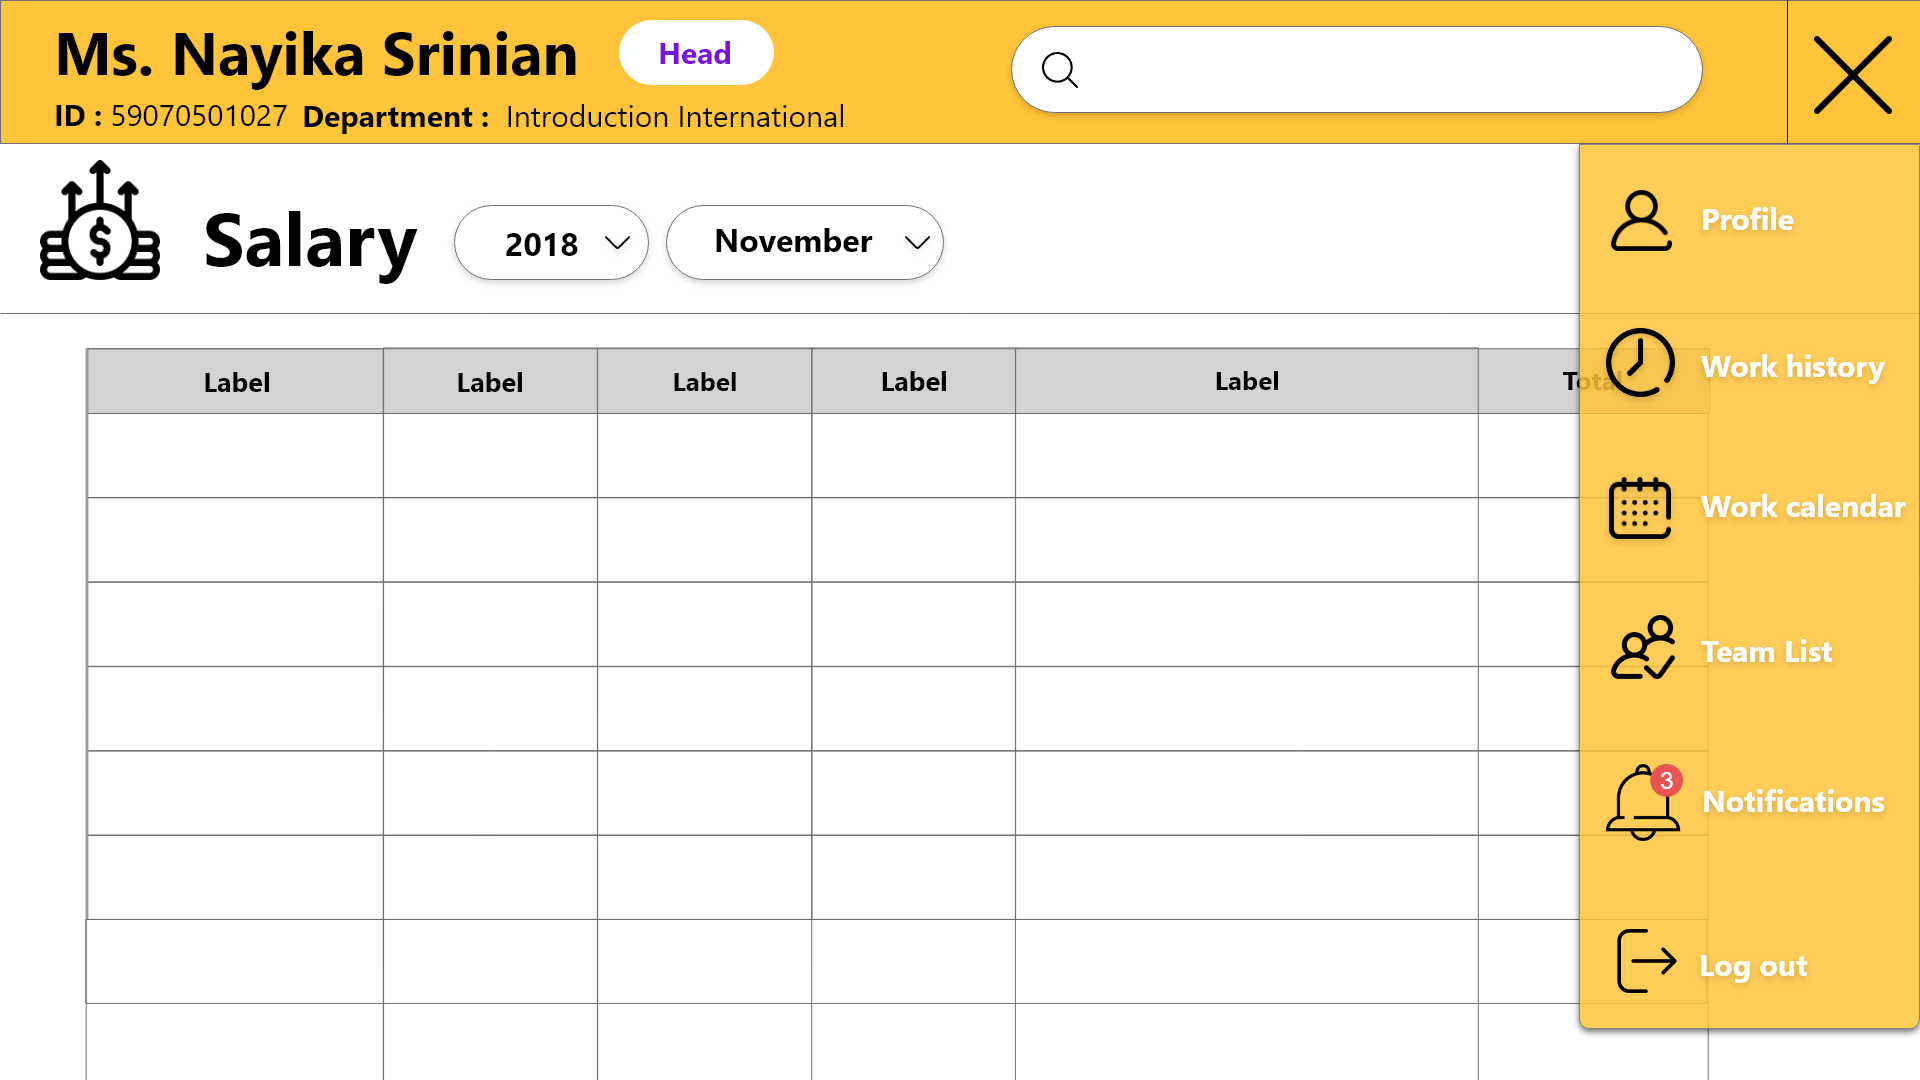 Ms. Nayika Srinian Head
ID : 59070501027 Department : Introduction International
Salary 2018 November
Profile
Label Label Label Label Label Total
Work history
Work calendar
Team List
3
Notifications
Log out